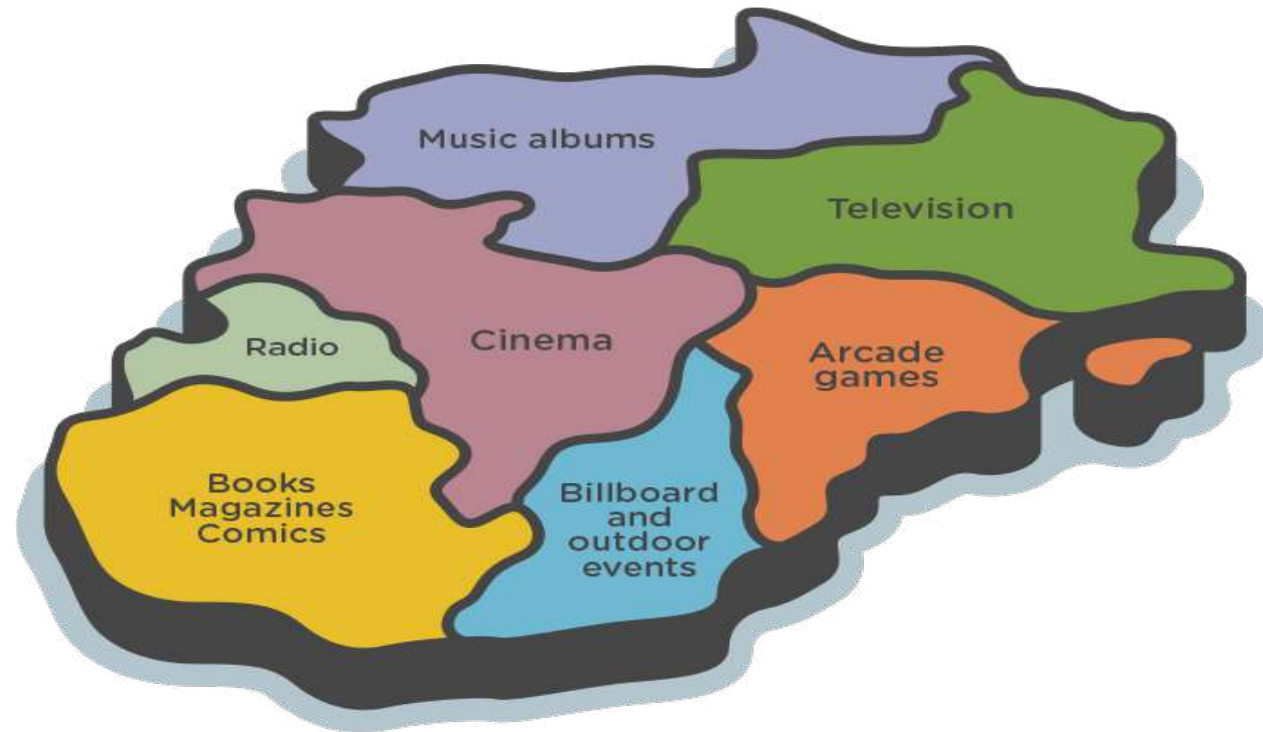 Music albums
Television
Cinema
Radio
Arcade
games
Books
Magazines
Comics
Billboard
and
outdoor
events